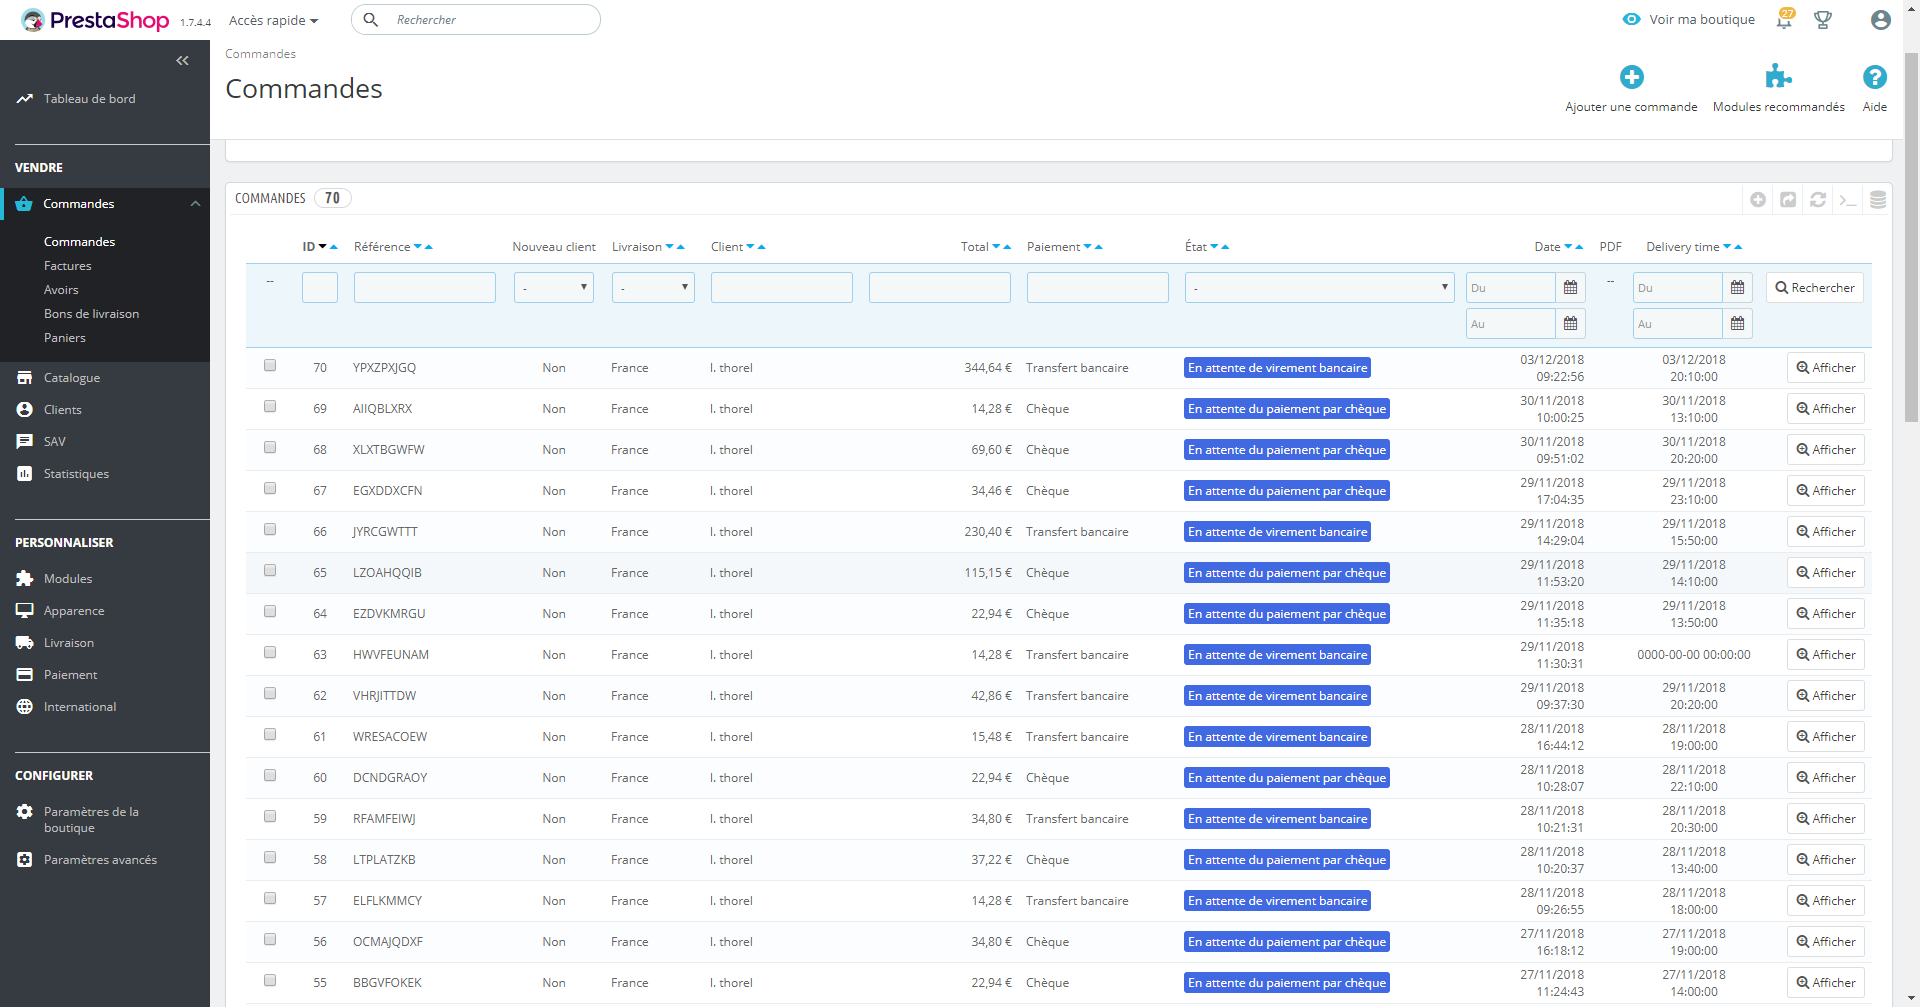 PrestaShop 1.7.4.4 Accès rapide Rechercher Voir ma boutique 27
Commandes
Commandes
Ajouter une commande Modules recommandés Aide
Tableau de bord
VENDRE
Commandes
Commandes
Factures
Avoirs
Bons de livraison
Paniers
Catalogue
Clients
SAV
Statistiques
PERSONNALISER
Modules
Apparence
Livraison
Paiement
International
CONFIGURER
Paramètres de la
boutique
Paramètres avancés
COMMANDES 70
ID Référence Nouveau client Livraison Client Total Paiement État Date PDF Delivery time
-- - - - Du -- Du Rechercher
Au Au
70 YPXZPXJGQ Non France l. thorel 344,64 € Transfert bancaire En attente de virement bancaire 03/12/2018 09:22:56 03/12/2018 20:10:00 Afficher
69 AIIQBLXRX Non France l. thorel 14,28 € Chèque En attente du paiement par chèque 30/11/2018 10:00:25 30/11/2018 13:10:00 Afficher
68 XLXTBGWFW Non France l. thorel 69,60 € Chèque En attente du paiement par chèque 30/11/2018 09:51:02 30/11/2018 20:20:00 Afficher
67 EGXDDXCFN Non France l. thorel 34,46 € Chèque En attente du paiement par chèque 29/11/2018 17:04:35 29/11/2018 23:10:00 Afficher
66 JYRCGWTTT Non France l. thorel 230,40 € Transfert bancaire En attente de virement bancaire 29/11/2018 14:29:04 29/11/2018 15:50:00 Afficher
65 LZOAHQQIB Non France l. thorel 115,15 € Chèque En attente du paiement par chèque 29/11/2018 11:53:20 29/11/2018 14:10:00 Afficher
64 EZDVKMRGU Non France l. thorel 22,94 € Chèque En attente du paiement par chèque 29/11/2018 11:35:18 29/11/2018 13:50:00 Afficher
63 HWVFEUNAM Non France l. thorel 14,28 € Transfert bancaire En attente de virement bancaire 29/11/2018 11:30:31 0000-00-00 00:00:00 Afficher
62 VHRJITTDW Non France l. thorel 42,86 € Transfert bancaire En attente de virement bancaire 29/11/2018 09:37:30 29/11/2018 20:20:00 Afficher
61 WRESACOEW Non France l. thorel 15,48 € Transfert bancaire En attente de virement bancaire 28/11/2018 16:44:12 28/11/2018 19:00:00 Afficher
60 DCNDGRAOY Non France l. thorel 22,94 € Chèque En attente du paiement par chèque 28/11/2018 10:28:07 28/11/2018 22:10:00 Afficher
59 RFAMFEIWJ Non France l. thorel 34,80 € Transfert bancaire En attente de virement bancaire 28/11/2018 10:21:31 28/11/2018 20:30:00 Afficher
58 LTPLATZKB Non France l. thorel 37,22 € Chèque En attente du paiement par chèque 28/11/2018 10:20:37 28/11/2018 13:40:00 Afficher
57 ELFLKMMCY Non France l. thorel 14,28 € Transfert bancaire En attente de virement bancaire 28/11/2018 09:26:55 28/11/2018 18:00:00 Afficher
56 OCMAJQDXF Non France l. thorel 34,80 € Chèque En attente du paiement par chèque 27/11/2018 16:18:12 27/11/2018 19:00:00 Afficher
55 BBGVFOKEK Non France l. thorel 22,94 € Chèque En attente du paiement par chèque 27/11/2018 11:24:43 27/11/2018 14:00:00 Afficher